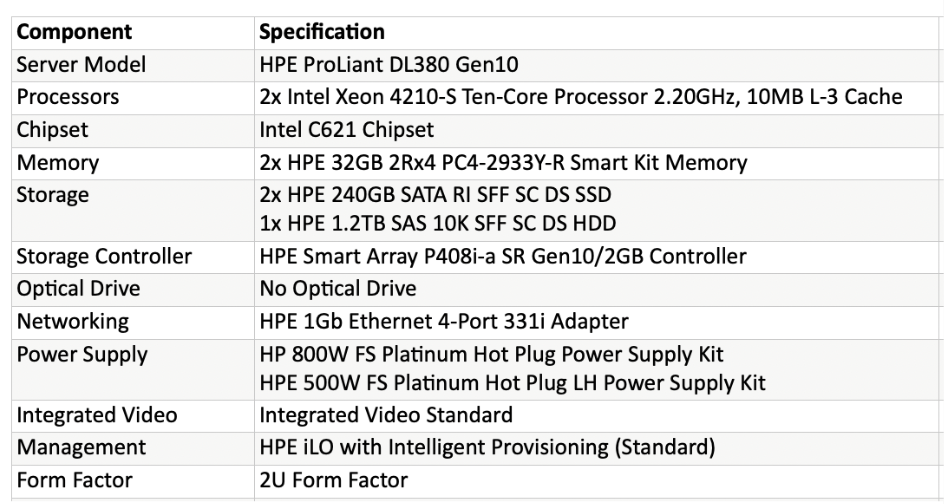 Component Specification
Server Model HPE ProLiant DL380 Gen10
Processors 2x Intel Xeon 4210-S Ten-Core Processor 2.20GHz, 10MB L-3 Cache
Chipset Intel C621 Chipset
Memory 2x HPE 32GB 2Rx4 PC4-2933Y-R Smart Kit Memory
Storage 2x HPE 240GB SATA RI SFF SC DS SSD
1x HPE 1.2TB SAS 10K SFF SC DS HDD
Storage Controller HPE Smart Array P408i-a SR Gen10/2GB Controller
Optical Drive No Optical Drive
Networking HPE 1Gb Ethernet 4-Port 331i Adapter
Power Supply HP 800W FS Platinum Hot Plug Power Supply Kit
HPE 500W FS Platinum Hot Plug LH Power Supply Kit
Integrated Video Integrated Video Standard
Management HPE iLO with Intelligent Provisioning (Standard)
Form Factor 2U Form Factor